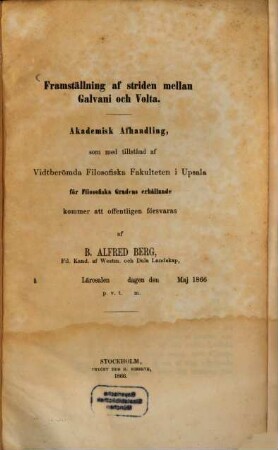 Framställning af striden mellan
Galvani och Volta.
Akademisk Afhandling,
som med tillstånd af
Vidtberömda Filosofiska Fakulteten i Upsala
för Filosofiska Gradens erhållande
kommer att offentligen försvaras
af
B. ALFRED BERG,
Fil. Kand. af Westm. och Dala Landskap,
å Lärosalen dagen den Maj 1866
p. v. t. m.
STOCKHOLM,
1866.